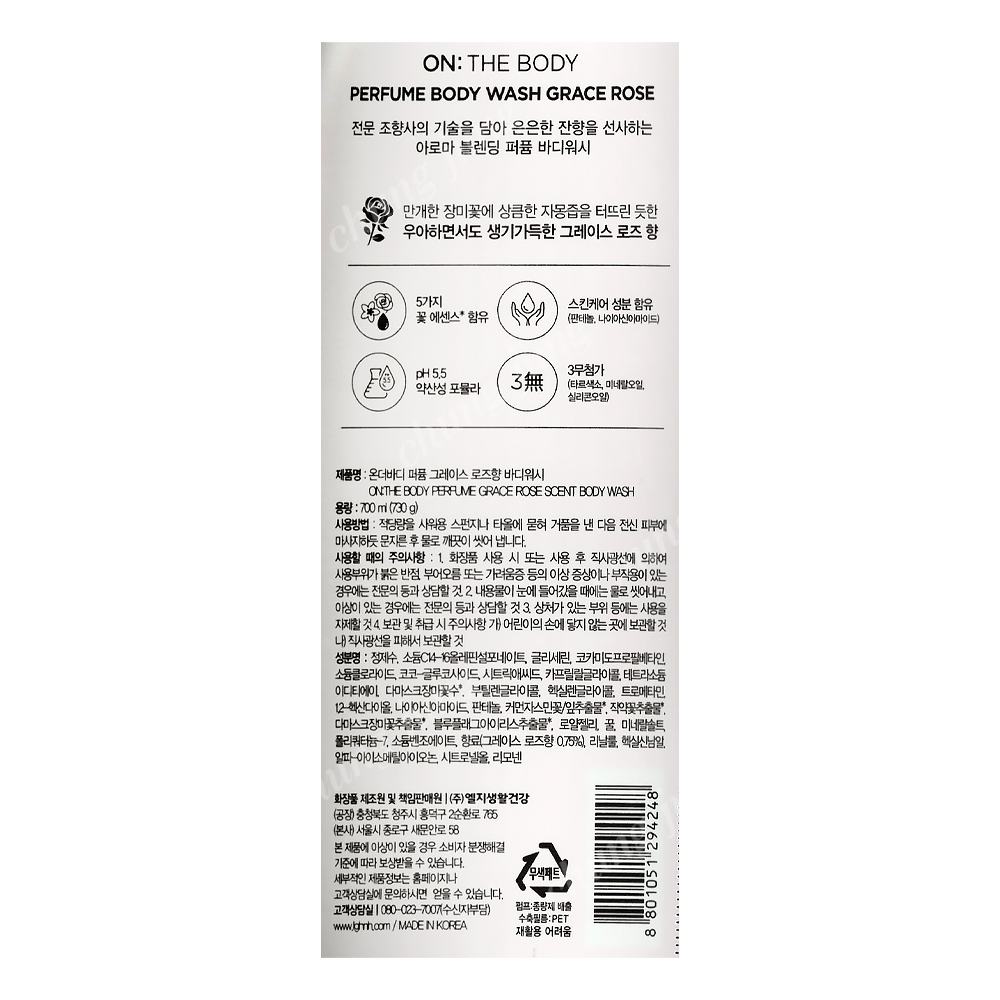 ON: THE BODY
PERFUME BODY WASH GRACE ROSE
전문 조향사의 기술을 담아 은은한 잔향을 선사하는
아로마 블렌딩 퍼퓸 바디워시
만개한 장미꽃에 상큼한 자몽즙을 터뜨린 듯한
우아하면서도 생기가득한 그레이스 로즈 향
5가지
꽃 에센스* 함유
스킨케어 성분 함유
(판테놀, 나이아신아마이드)
5.5
pH 5.5
약산성 포뮬라
3無
3무첨가
(타르색소, 미네랄오일,
실리콘오일)
제품명 : 온더바디 퍼퓸 그레이스 로즈향 바디워시
ON:THE BODY PERFUME GRACE ROSE SCENT BODY WASH
용량 : 700 ml (730 g)
사용방법 : 적당량을 샤워용 스펀지나 타올에 묻혀 거품을 낸 다음 전신 피부에
마사지하듯 문지른 후 물로 깨끗이 씻어 냅니다.
사용할 때의 주의사항 : 1. 화장품 사용 시 또는 사용 후 직사광선에 의하여
사용부위가 붉은 반점, 부어오름 또는 가려움증 등의 이상 증상이나 부작용이 있는
경우에는 전문의 등과 상담할 것 2. 내용물이 눈에 들어갔을 때에는 물로 씻어내고,
이상이 있는 경우에는 전문의 등과 상담할 것 3. 상처가 있는 부위 등에는 사용을
자제할 것 4. 보관 및 취급 시 주의사항 가) 어린이의 손에 닿지 않는 곳에 보관할 것
나) 직사광선을 피해서 보관할 것
성분명 : 정제수, 소듐C14-16올레핀설포네이트, 글리세린, 코카미도프로필베타인,
소듐클로라이드, 코코-글루코사이드, 시트릭애씨드, 카프릴릴글라이콜, 테트라소듐
이디티에이, 다마스크장미꽃수*, 부틸렌글라이콜, 헥실렌글라이콜, 트로메타민,
1,2-헥산다이올, 나이아신아마이드, 판테놀, 커먼자스민꽃/잎추출물*, 작약꽃추출물*,
다마스크장미꽃추출물*, 블루플래그아이리스추출물*, 로얄젤리, 꿀, 미네랄솔트,
폴리쿼터늄-7, 소듐벤조에이트, 향료(그레이스 로즈향 0.75%), 리날룰, 헥실신남알,
알파-아이소메틸아이오논, 시트로넬올, 리모넨
화장품 제조원 및 책임판매원 | (주)엘지생활건강
(공장) 충청북도 청주시 흥덕구 2순환로 765
(본사) 서울시 종로구 새문안로 58
본 제품에 이상이 있을 경우 소비자 분쟁해결
기준에 따라 보상받을 수 있습니다.
세부적인 제품정보는 홈페이지나
고객상담실에 문의하시면 얻을 수 있습니다.
고객상담실 | 080-023-7007(수신자부담)
www.lghnh.com / MADE IN KOREA
무색페트
펌프:종량제 배출
수축필름:PET
재활용 어려움
8 801051 294248